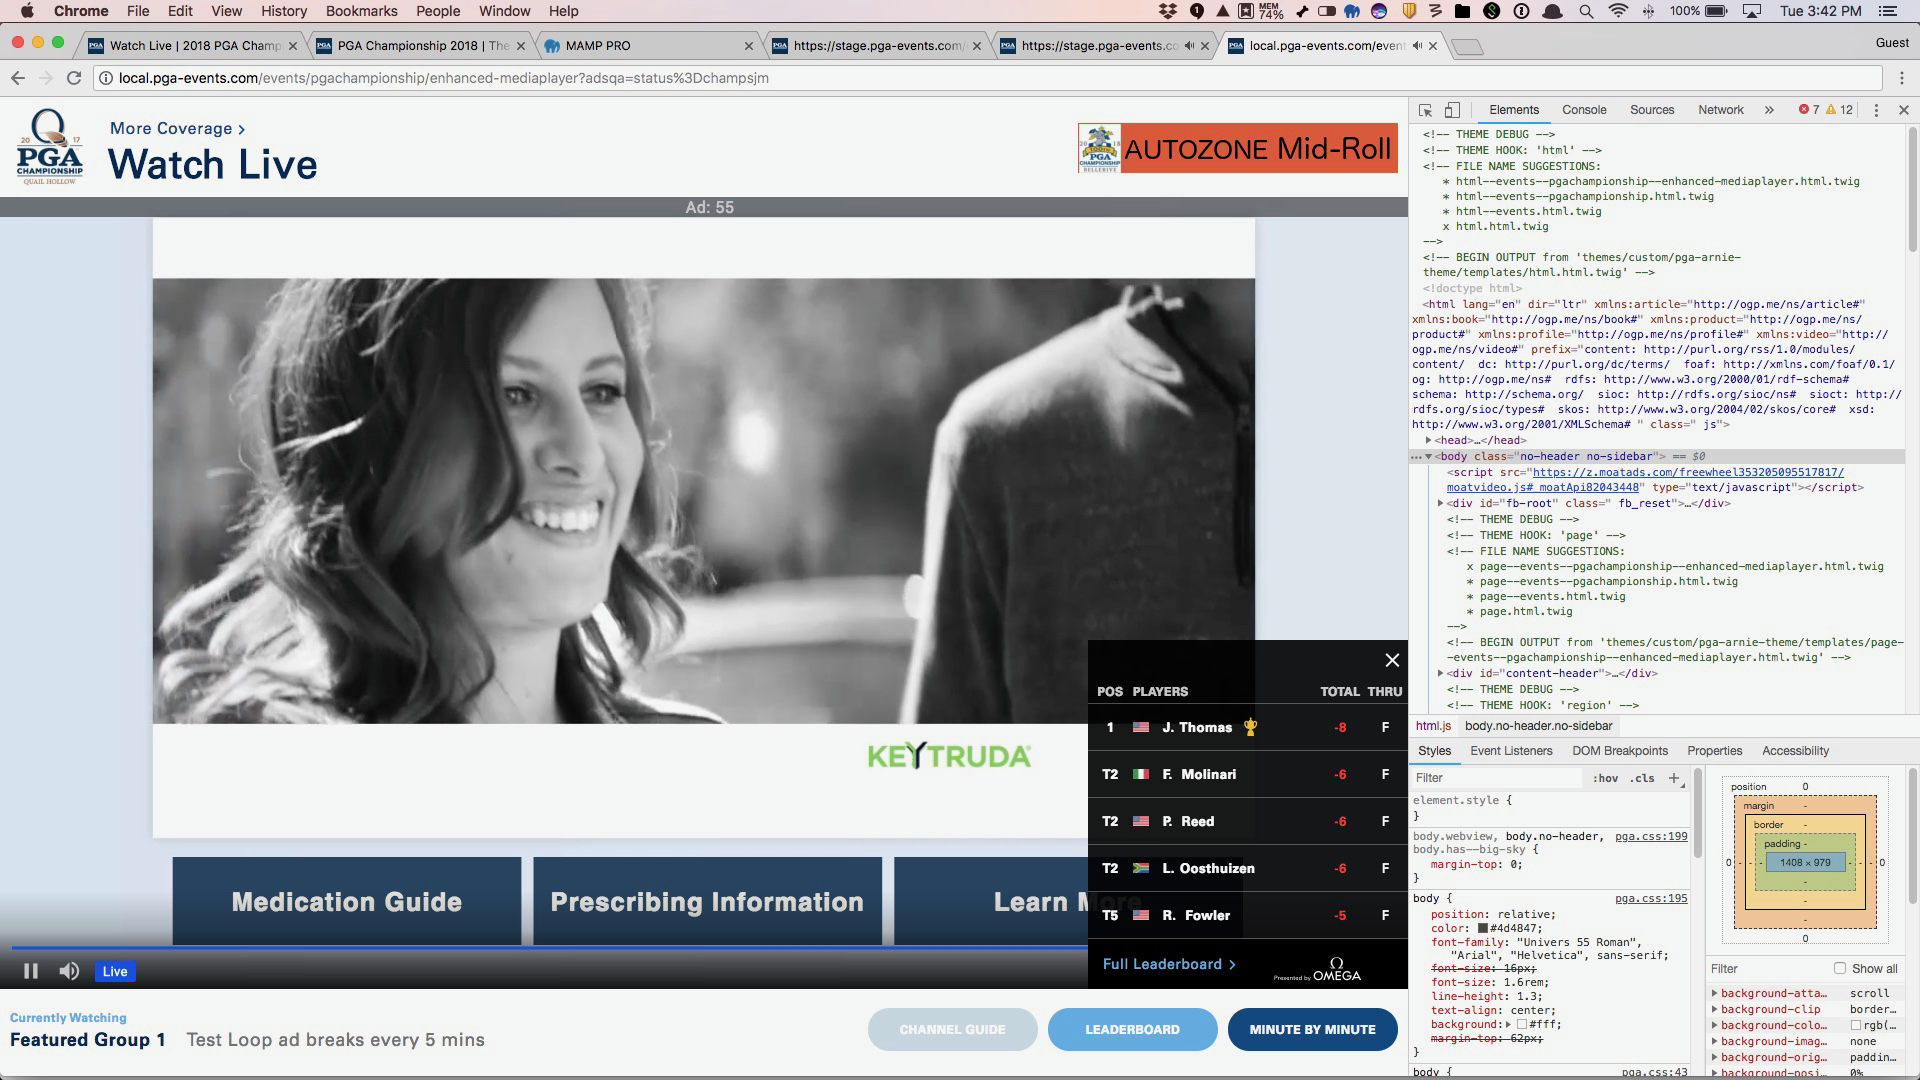 Chrome File Edit View History Bookmarks People Window Help
MEM 74% 100% Tue 3:42 PM
Watch Live | 2018 PGA Champ
PGA Championship 2018 | The
MAMP PRO
https://stage.pga-events.com/
https://stage.pga-events.co
local.pga-events.com/event
Guest
local.pga-events.com/events/pgachampionship/enhanced-mediaplayer?adsqa=status%3Dchampsjm
20 17
PGA
CHAMPIONSHIP
QUAIL HOLLOW
More Coverage >
Watch Live
AUTOZONE Mid-Roll
Ad: 55
KEYTRUDA
Medication Guide
Prescribing Information
Learn More
POS PLAYERS TOTAL THRU
1 J. Thomas -8 F
T2 F. Molinari -6 F
T2 P. Reed -6 F
T2 L. Oosthuizen -6 F
T5 R. Fowler -5 F
Full Leaderboard >
Presented by OMEGA
Live
Currently Watching
Featured Group 1 Test Loop ad breaks every 5 mins
CHANNEL GUIDE
LEADERBOARD
MINUTE BY MINUTE
Elements Console Sources Network » 7 12
<!-- THEME DEBUG -->
<!-- THEME HOOK: 'html' -->
<!-- FILE NAME SUGGESTIONS:
* html--events--pgachampionship--enhanced-mediaplayer.html.twig
* html--events--pgachampionship.html.twig
* html--events.html.twig
x html.html.twig
-->
<!-- BEGIN OUTPUT from 'themes/custom/pga-arnie-
theme/templates/html.html.twig' -->
<!doctype html>
<html lang="en" dir="ltr" xmlns:article="http://ogp.me/ns/article#"
xmlns:book="http://ogp.me/ns/book#" xmlns:product="http://ogp.me/ns/
product#" xmlns:profile="http://ogp.me/ns/profile#" xmlns:video="http://
ogp.me/ns/video#" prefix="content: http://purl.org/rss/1.0/modules/
content/ dc: http://purl.org/dc/terms/ foaf: http://xmlns.com/foaf/0.1/
og: http://ogp.me/ns# rdfs: http://www.w3.org/2000/01/rdf-schema#
schema: http://schema.org/ sioc: http://rdfs.org/sioc/ns# sioct: http://
rdfs.org/sioc/types# skos: http://www.w3.org/2004/02/skos/core# xsd:
http://www.w3.org/2001/XMLSchema# " class=" js">
<head>…</head>
<body class="no-header no-sidebar"> == $0
<script src="https://z.moatads.com/freewheel353205095517817/
moatvideo.js#_moatApi82043448" type="text/javascript"></script>
<div id="fb-root" class=" fb_reset">…</div>
<!-- THEME DEBUG -->
<!-- THEME HOOK: 'page' -->
<!-- FILE NAME SUGGESTIONS:
x page--events--pgachampionship--enhanced-mediaplayer.html.twig
* page--events--pgachampionship.html.twig
* page--events.html.twig
* page.html.twig
-->
<!-- BEGIN OUTPUT from 'themes/custom/pga-arnie-theme/templates/page-
-events--pgachampionship--enhanced-mediaplayer.html.twig' -->
<div id="content-header">…</div>
<!-- THEME DEBUG -->
<!-- THEME HOOK: 'region' -->
html.js body.no-header.no-sidebar
Styles Event Listeners DOM Breakpoints Properties Accessibility
Filter :hov .cls +
element.style {
}
body.webview, body.no-header, pga.css:199
body.has--big-sky {
margin-top: 0;
}
body { pga.css:195
position: relative;
color: #4d4847;
font-family: "Univers 55 Roman",
"Arial", "Helvetica", sans-serif;
font-size: 16px;
font-size: 1.6rem;
line-height: 1.3;
text-align: center;
background: #fff;
margin-top: 62px;
}
body { pga.css:43
position 0
margin -
border -
padding -
0 - - - 1408 × 979 - - - 0
-
-
-
0
Filter Show all
background-atta… scroll
background-clip border…
background-colo… rgb(…
background-imag… none
background-orig… paddin…
background-posi… 0%